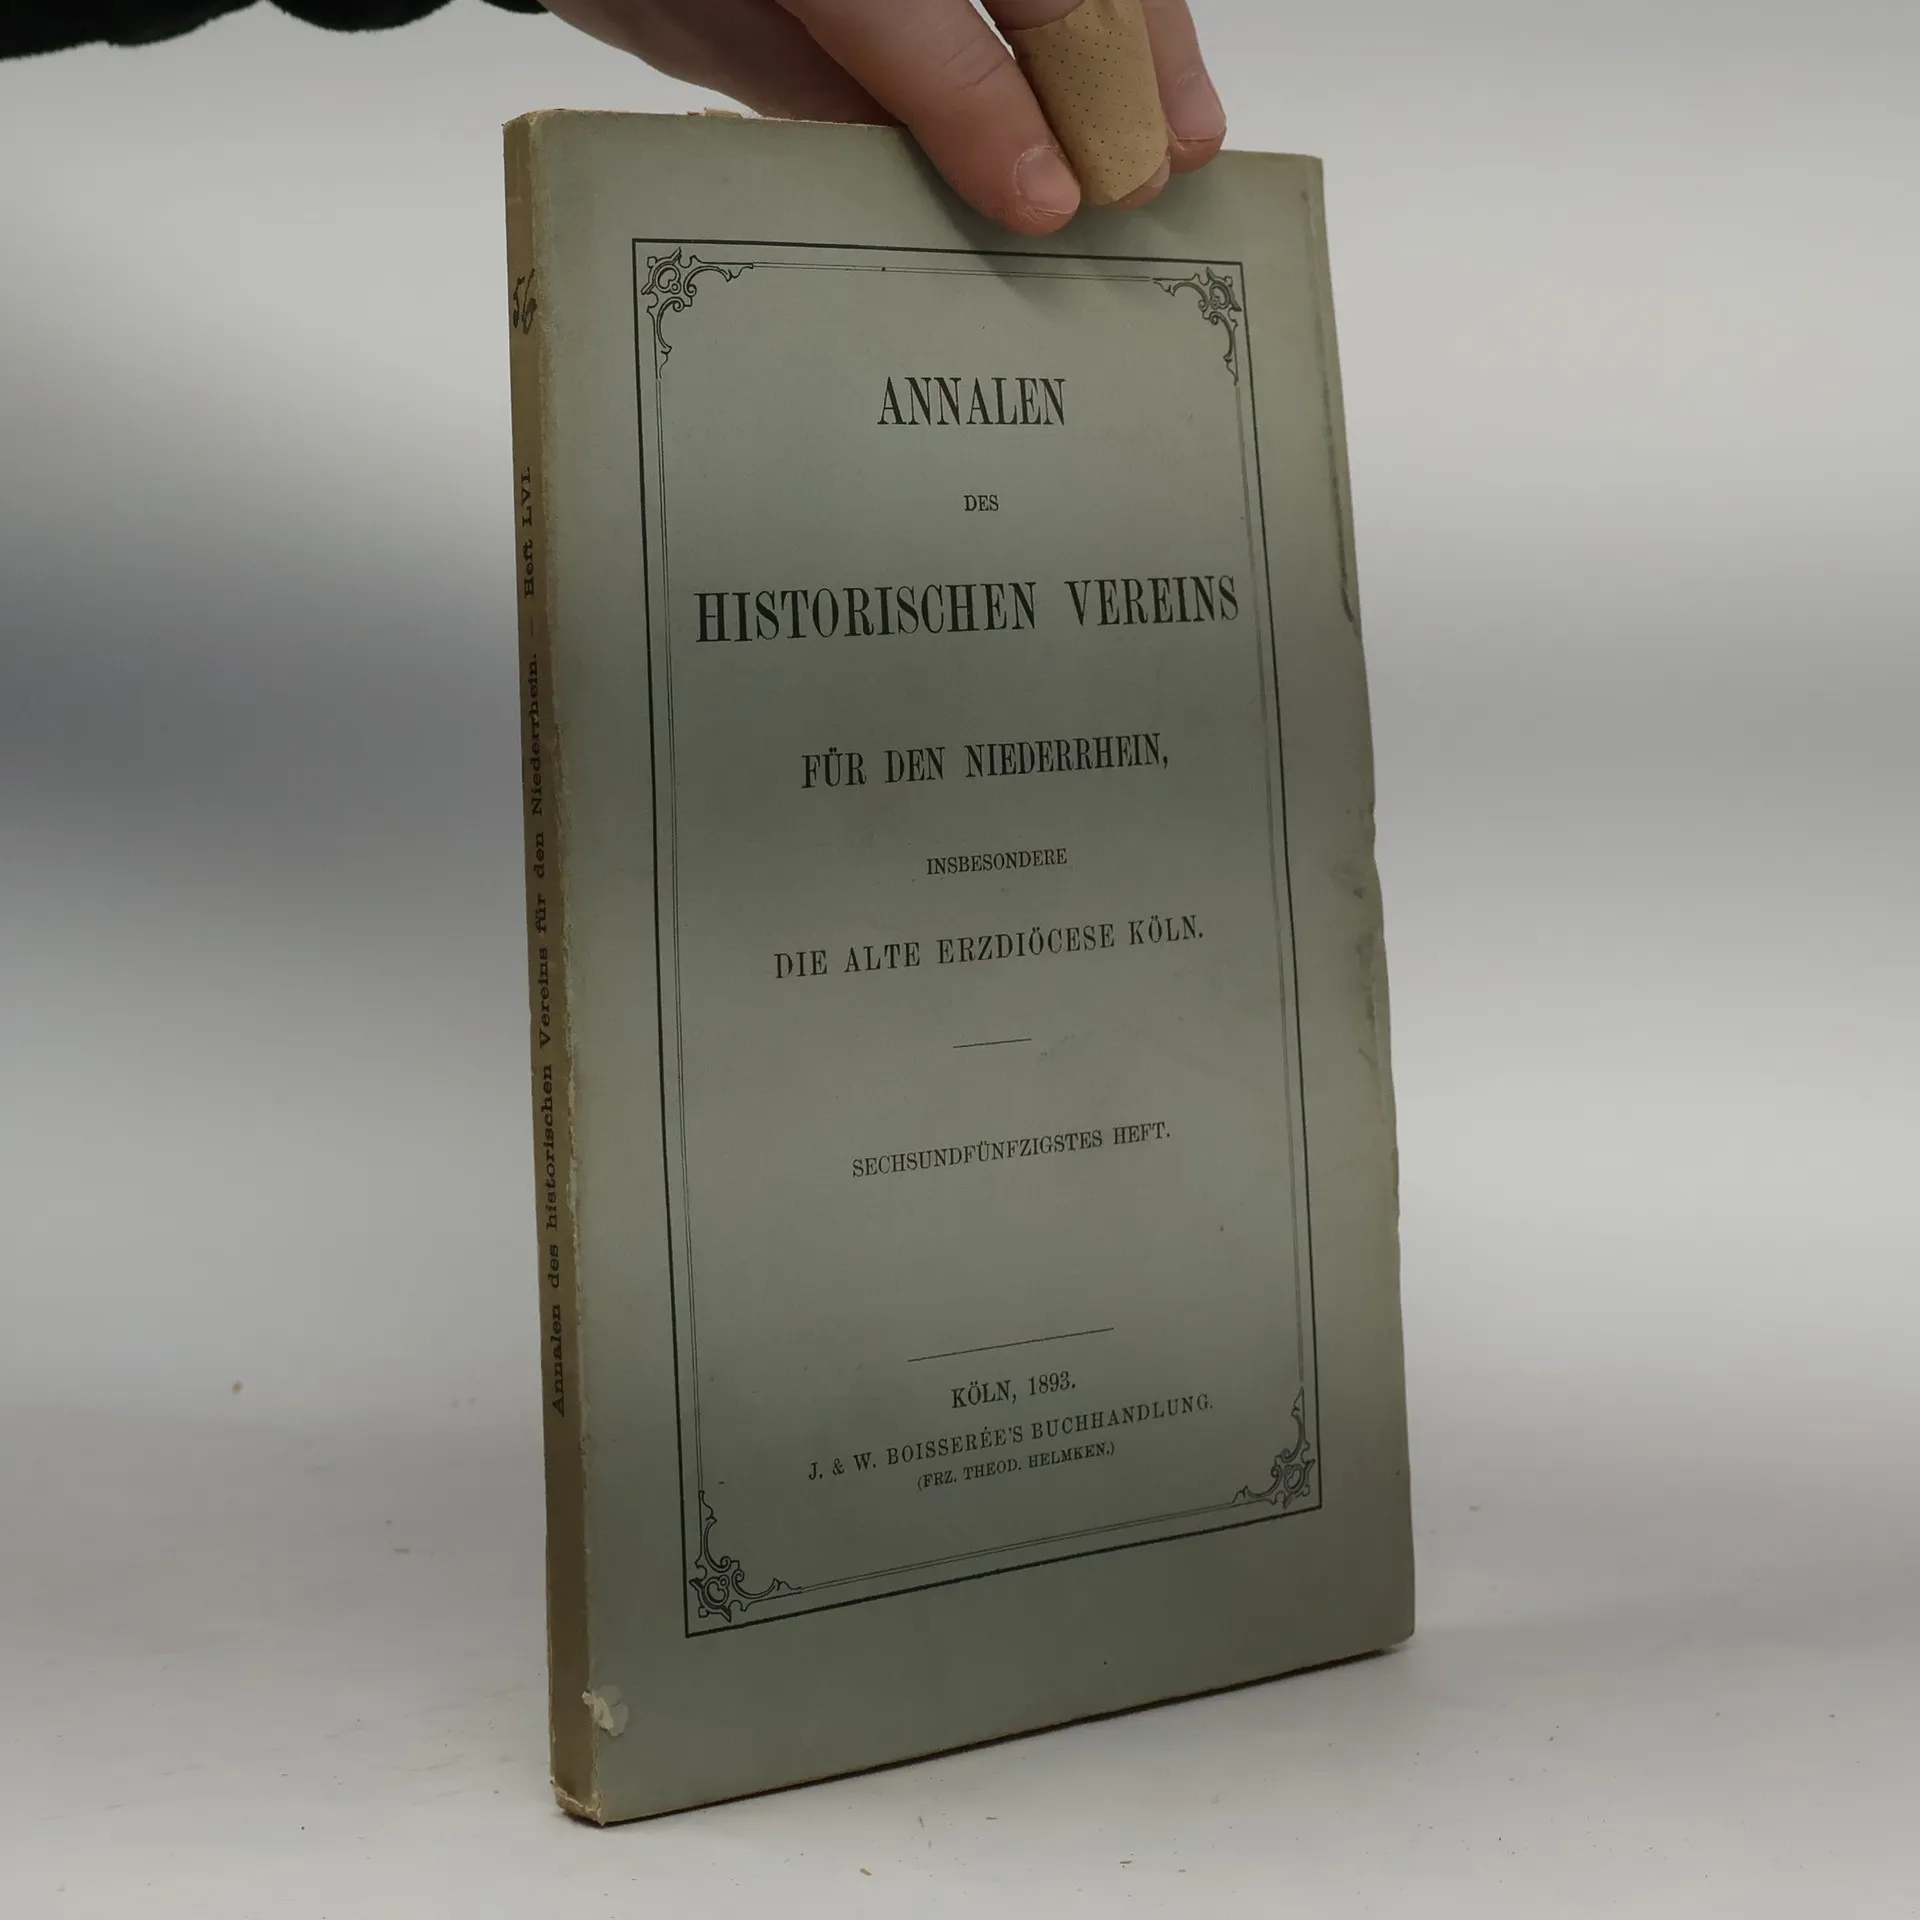 ANNALEN
DES
HISTORISCHEN VEREINS
FÜR DEN NIEDERRHEIN,
INSBESONDERE
DIE ALTE ERZDIÖCESE KÖLN.
SECHSUNDFÜNFZIGSTES HEFT.
KÖLN, 1893.
J. & W. BOISSERÉE'S BUCHHANDLUNG.
(FRZ. THEOD. HELMKEN.)
Annalen des historischen Vereins für den Niederrhein. — Heft LVI.
56